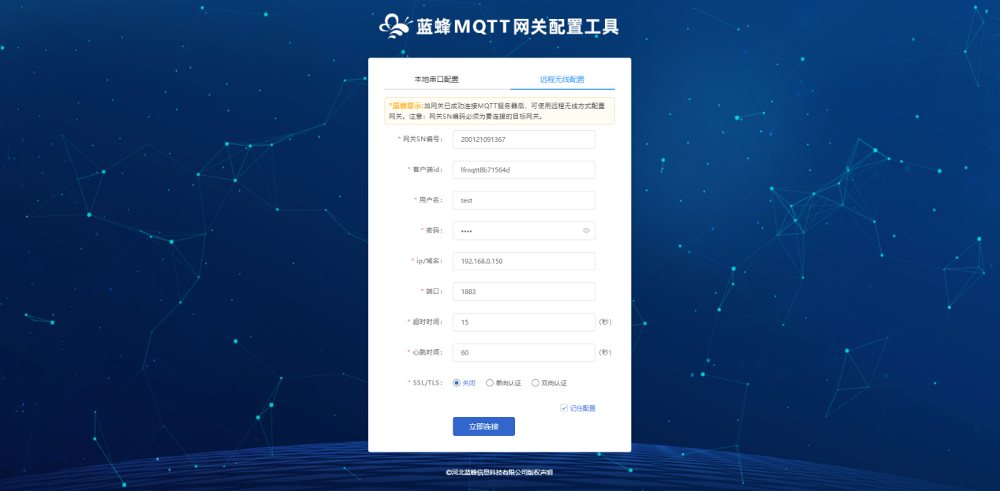 蓝蜂MQTT网关配置工具
本地串口配置 远程无线配置
*温馨提示:当网关已成功连接MQTT服务器后，可使用远程无线方式配置
网关。注意：网关SN编码必须为要连接的目标网关。
* 网关SN编号： 200121091367
* 客户端id： lfmqtt8b71564d
* 用户名： test
* 密码： ••••
* ip/域名： 192.168.0.150
* 端口： 1883
* 超时时间： 15 (秒)
* 心跳时间： 60 (秒)
* SSL/TLS： 关闭 单向认证 双向认证
记住配置
立即连接
©河北蓝蜂信息科技有限公司版权声明